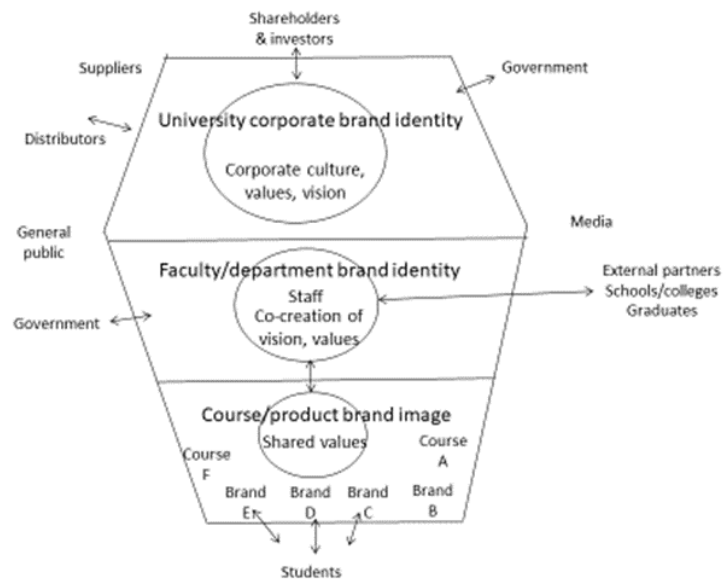 Shareholders
& investors
Suppliers
Government
University corporate brand identity
Distributors
Corporate culture,
values, vision
General
public
Media
Faculty/department brand identity
External partners
Schools/colleges
Graduates
Staff
Co-creation of
vision, values
Government
Course/product brand image
Shared values
Course
A
Course
F
Brand
E
Brand
D
Brand
C
Brand
B
Students